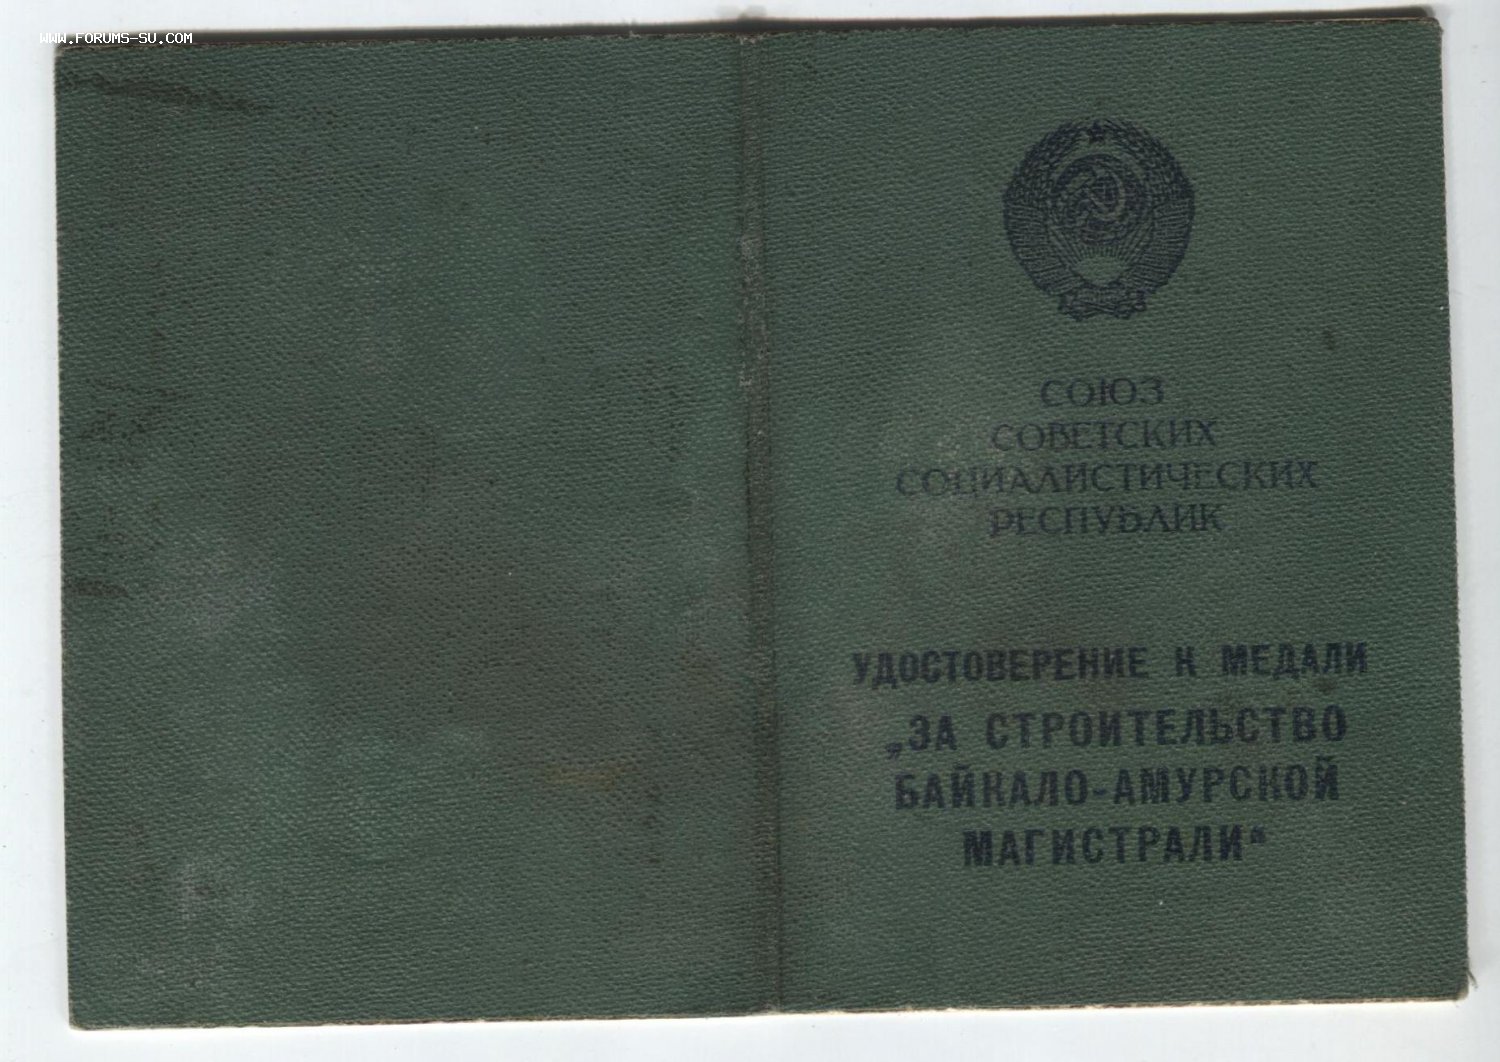 WWW.FORUMS-SU.COM
СОЮЗ
СОВЕТСКИХ
СОЦИАЛИСТИЧЕСКИХ
РЕСПУБЛИК
УДОСТОВЕРЕНИЕ К МЕДАЛИ
„ЗА СТРОИТЕЛЬСТВО
БАЙКАЛО-АМУРСКОЙ
МАГИСТРАЛИ“